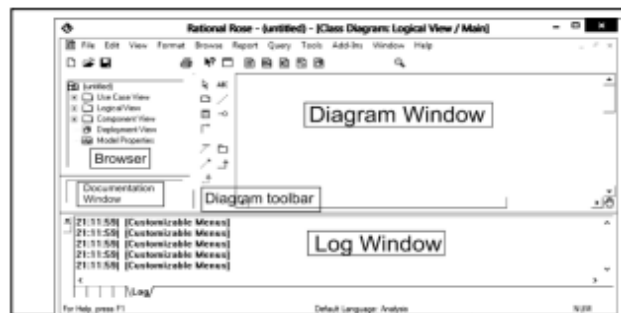 Rational Rose - (untitled) - [Class Diagram: Logical View / Main]
File Edit View Format Browse Report Query Tools Add-Ins Window Help
(untitled)
Use Case View
Logical View
Component View
Deployment View
Model Properties
Browser
ABC
Diagram Window
Documentation
Window
Diagram toolbar
21:11:59| [Customizable Menus]
21:11:59| [Customizable Menus]
21:11:59| [Customizable Menus]
21:11:59| [Customizable Menus]
21:11:59| [Customizable Menus]
Log Window
Log
For Help, press F1
Default Language: Analysis
NUM